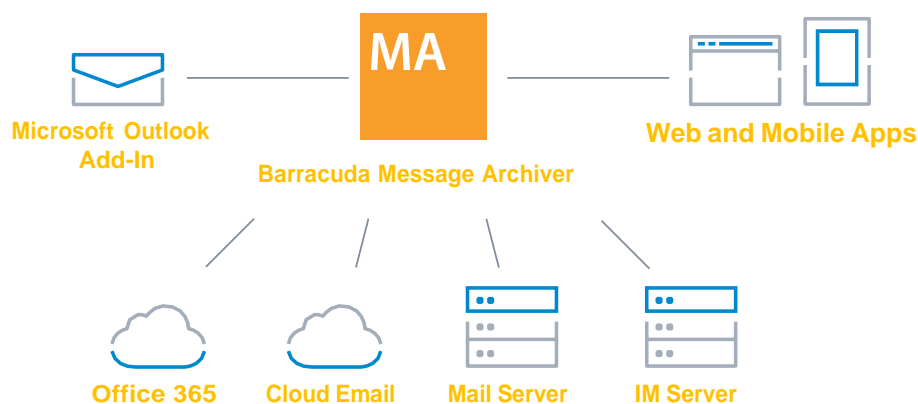 MA
Microsoft Outlook
Add-In
Web and Mobile Apps
Barracuda Message Archiver
Office 365
Cloud Email
Mail Server
IM Server